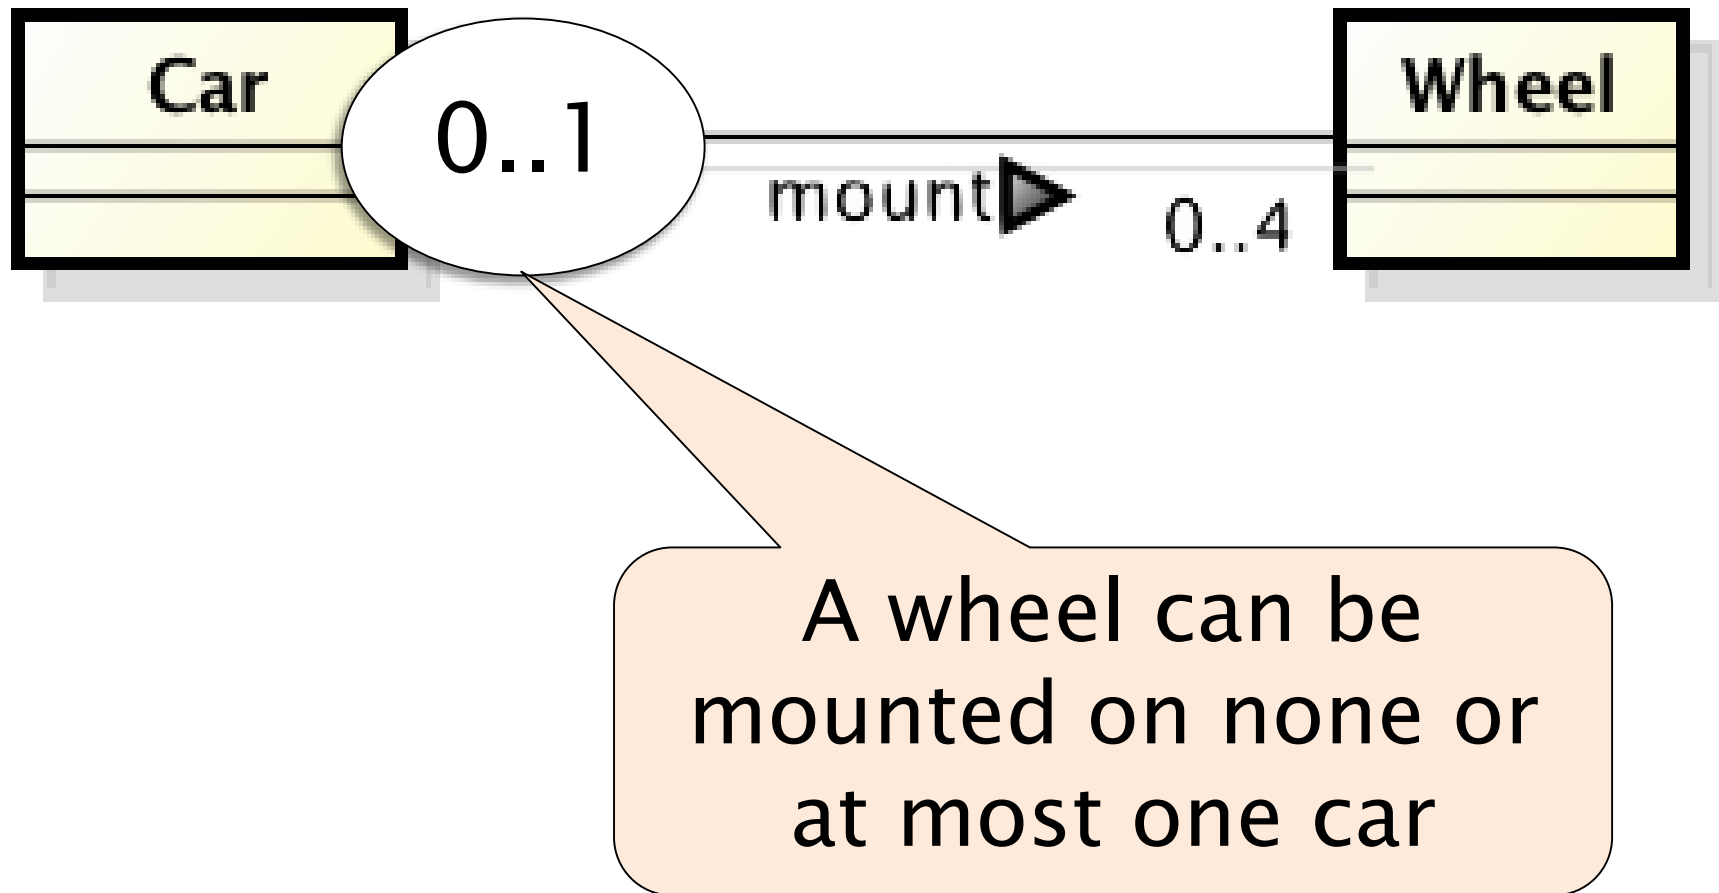 Car
0..1
mount
0..4
Wheel
A wheel can be
mounted on none or
at most one car